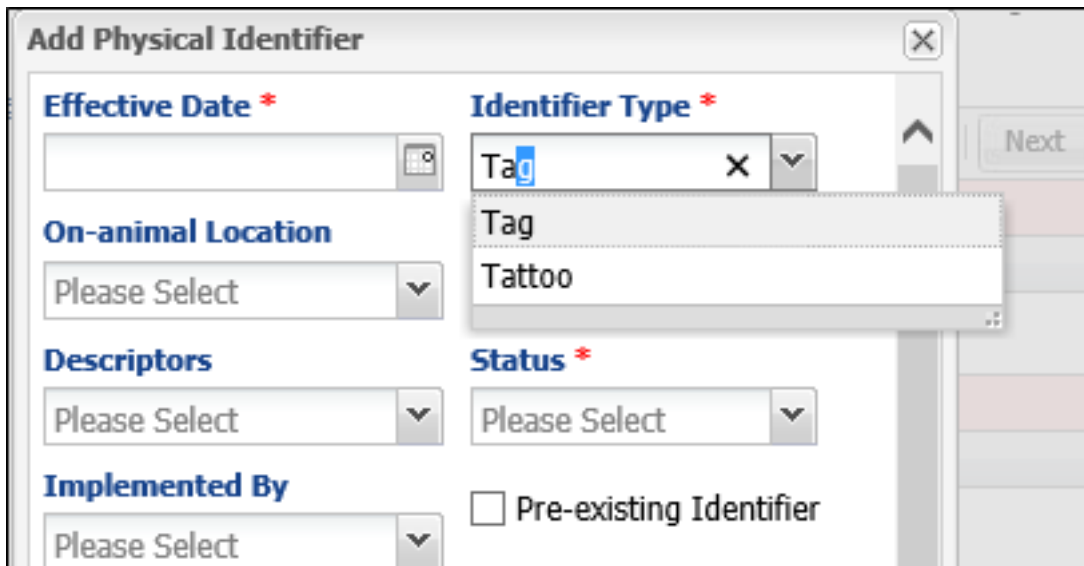 Add Physical Identifier
Effective Date *
Identifier Type *
Next
Tag
Tag
Tattoo
On-animal Location
Please Select
Descriptors
Status *
Please Select
Please Select
Implemented By
Pre-existing Identifier
Please Select